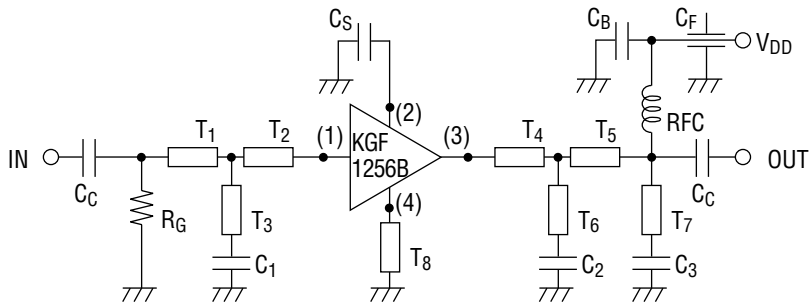 C_S
C_B
C_F
V_DD
(2)
RFC
IN
C_C
T_1
T_2
(1)
KGF
1256B
(3)
T_4
T_5
C_C
OUT
R_G
T_3
(4)
T_6
T_7
C_1
T_8
C_2
C_3